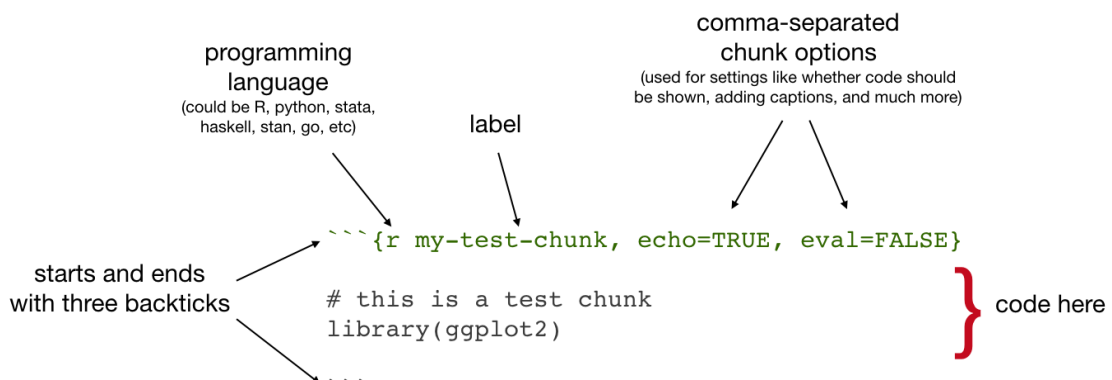 comma-separated
chunk options
(used for settings like whether code should
be shown, adding captions, and much more)
programming
language
(could be R, python, stata,
haskell, stan, go, etc)
label
```{r my-test-chunk, echo=TRUE, eval=FALSE}
starts and ends
with three backticks
# this is a test chunk
library(ggplot2)
code here
```